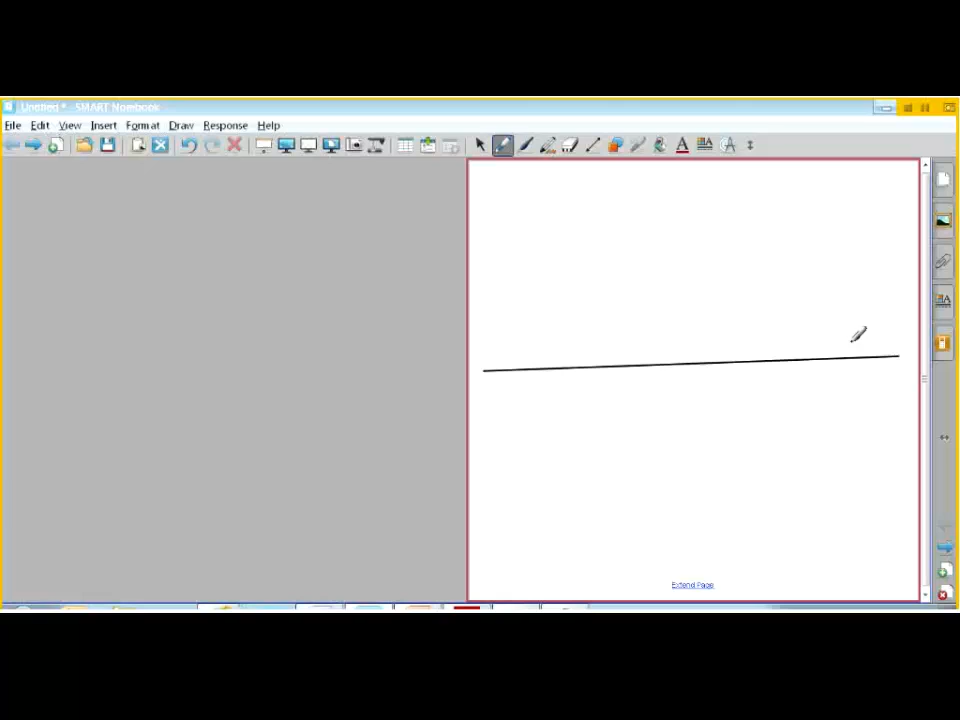 Untitled * - SMART Notebook
File Edit View Insert Format Draw Response Help
Extend Page